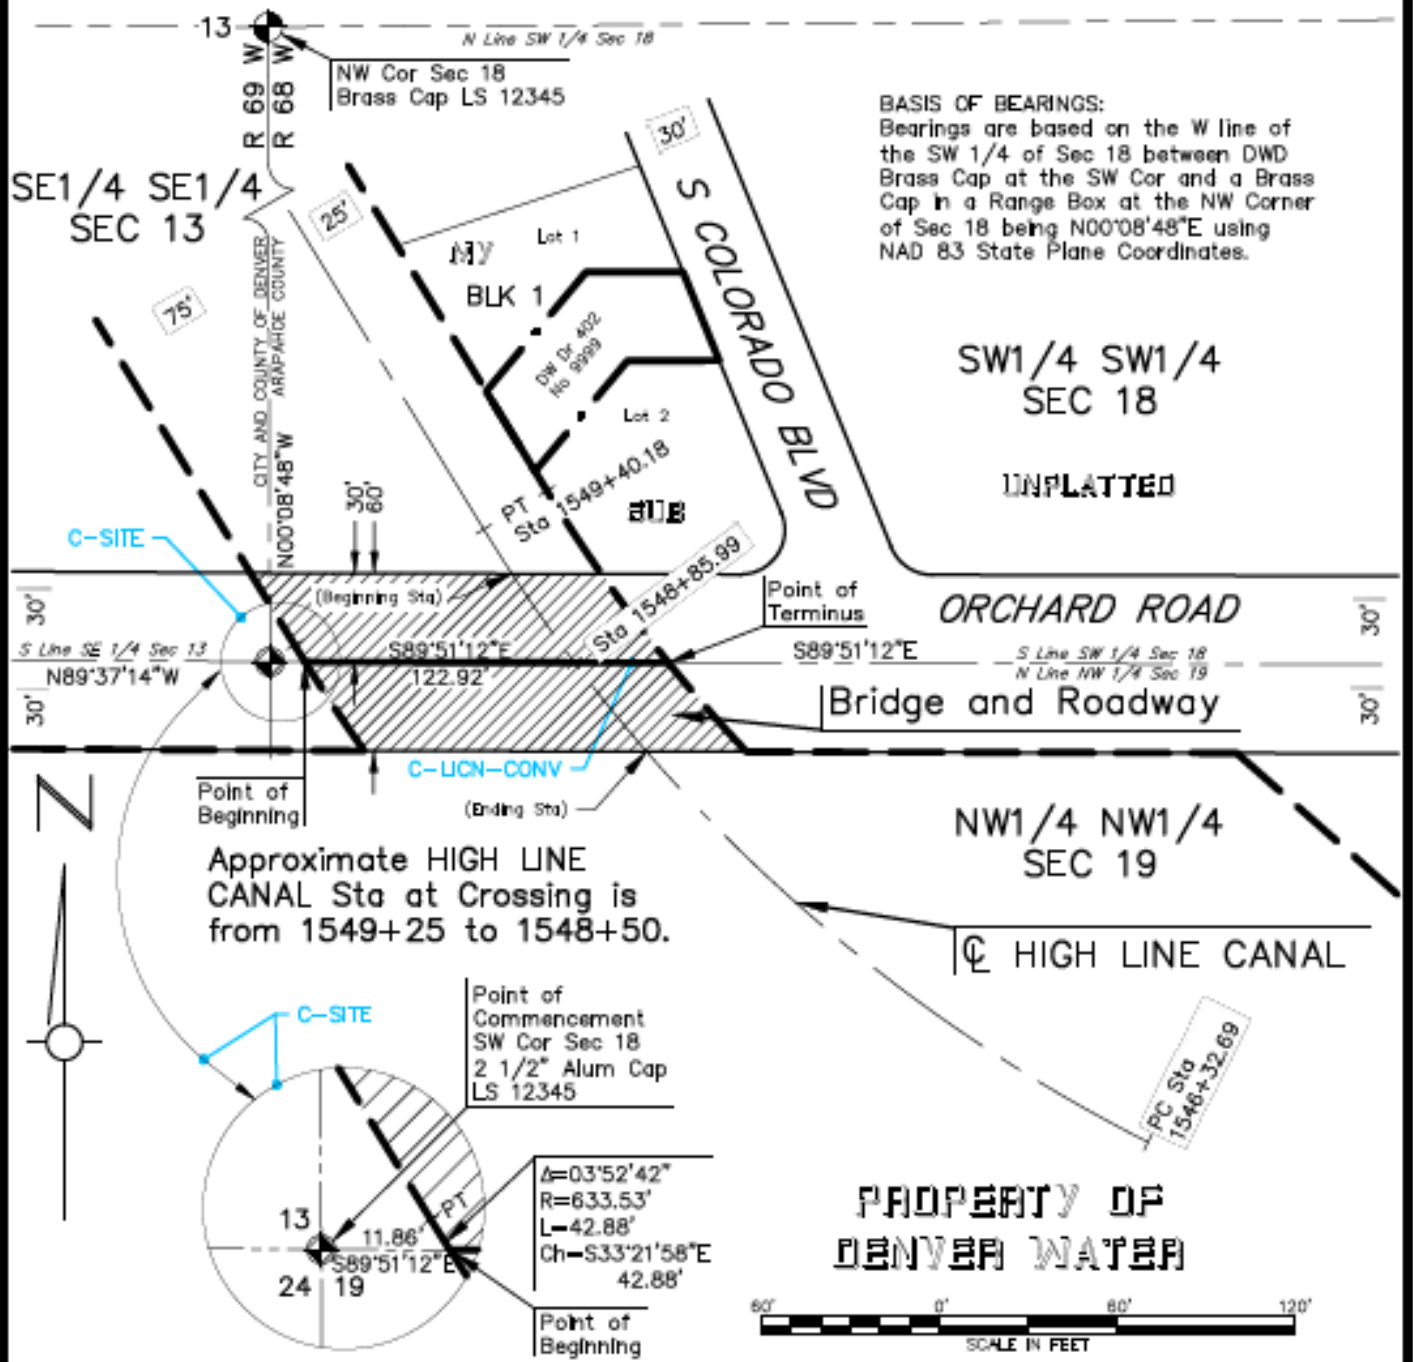 13
N Line SW 1/4 Sec 18
NW Cor Sec 18
Brass Cap LS 12345
R 69 W
R 68 W
BASIS OF BEARINGS:
Bearings are based on the W line of
the SW 1/4 of Sec 18 between DWD
Brass Cap at the SW Cor and a Brass
Cap in a Range Box at the NW Corner
of Sec 18 being N00°08'48"E using
NAD 83 State Plane Coordinates.
SE1/4 SE1/4
SEC 13
30'
25'
75'
S COLORADO BLVD
Lot 1
MY
BLK 1
DW Dr 402
No 9999
Lot 2
SUB
CITY AND COUNTY OF DENVER
ARAPAHOE COUNTY
N00°08'48"W
SW1/4 SW1/4
SEC 18
UNPLATTED
PT
Sta 1549+40.18
30'
60'
C-SITE
(Beginning Sta)
Sta 1548+85.99
Point of
Terminus
ORCHARD ROAD
30'
30'
S Line SE 1/4 Sec 13
N89°37'14"W
S89°51'12"E
122.92'
S89°51'12"E
S Line SW 1/4 Sec 18
N Line NW 1/4 Sec 19
30'
30'
Bridge and Roadway
C-LICN-CONV
Point of
Beginning
(Ending Sta)
N
Approximate HIGH LINE
CANAL Sta at Crossing is
from 1549+25 to 1548+50.
NW1/4 NW1/4
SEC 19
CL HIGH LINE CANAL
C-SITE
Point of
Commencement
SW Cor Sec 18
2 1/2" Alum Cap
LS 12345
PC Sta
1546+32.69
13
24
19
11.86'
S89°51'12"E
PT
Δ=03°52'42"
R=633.53'
L=42.88'
Ch=S33°21'58"E
42.88'
Point of
Beginning
PROPERTY OF
DENVER WATER
60'
0'
60'
120'
SCALE IN FEET